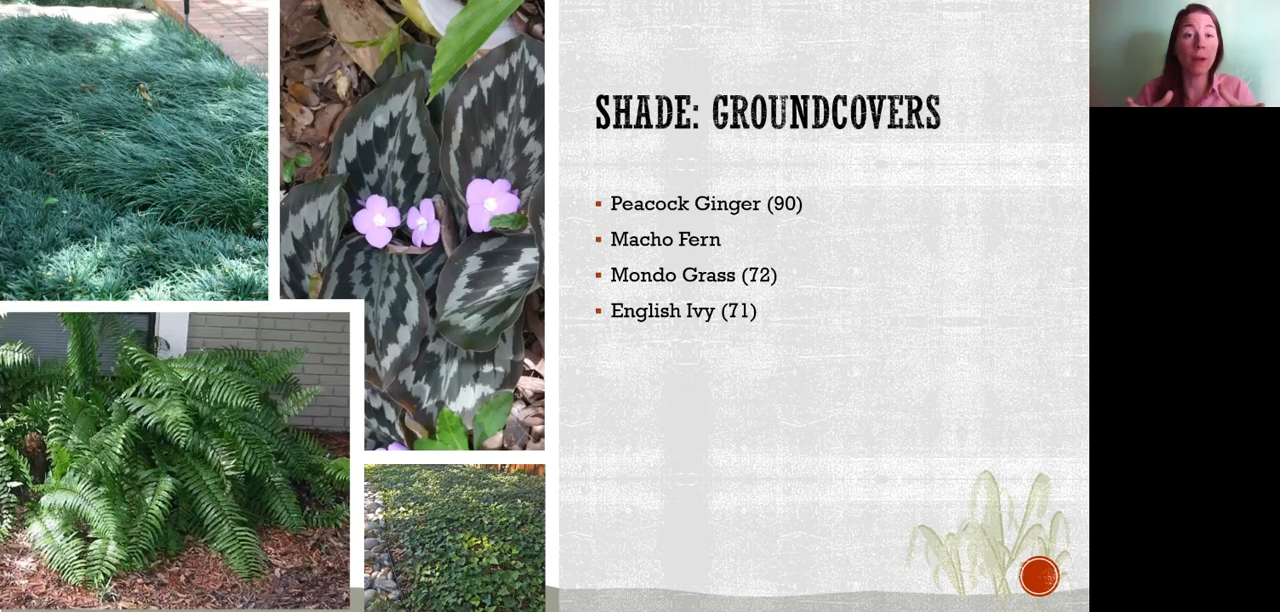 SHADE: GROUNDCOVERS
Peacock Ginger (90)
Macho Fern
Mondo Grass (72)
English Ivy (71)